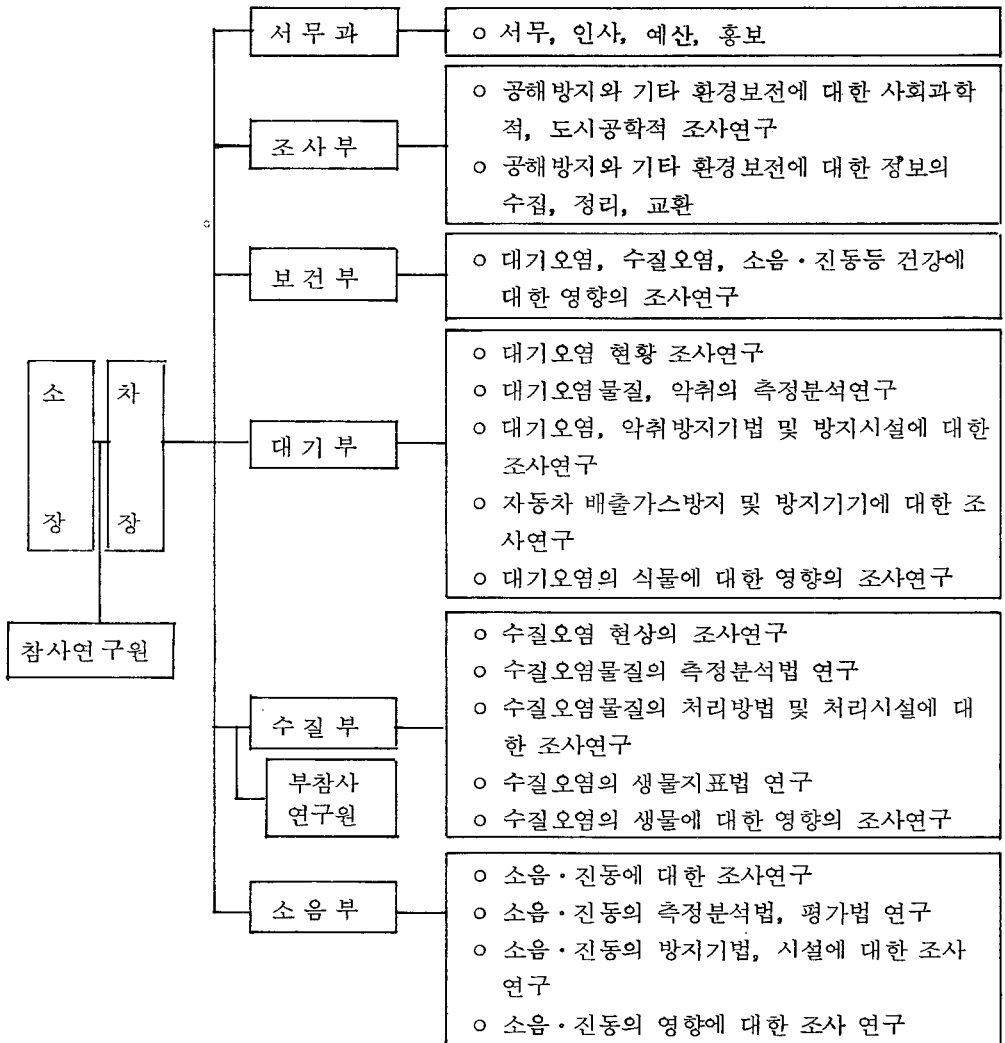 서무과
o 서무, 인사, 예산, 홍보
조사부
o 공해방지와 기타 환경보전에 대한 사회과학
적, 도시공학적 조사연구
o 공해방지와 기타 환경보전에 대한 정보의
수집, 정리, 교환
보건부
o 대기오염, 수질오염, 소음·진동등 건강에
대한 영향의 조사연구
소장
차장
참사연구원
대기부
o 대기오염 현황 조사연구
o 대기오염물질, 악취의 측정분석연구
o 대기오염, 악취방지기법 및 방지시설에 대한
조사연구
o 자동차 배출가스방지 및 방지기기에 대한 조
사연구
o 대기오염의 식물에 대한 영향의 조사연구
수질부
부참사
연구원
o 수질오염 현상의 조사연구
o 수질오염물질의 측정분석법 연구
o 수질오염물질의 처리방법 및 처리시설에 대
한 조사연구
o 수질오염의 생물지표법 연구
o 수질오염의 생물에 대한 영향의 조사연구
소음부
o 소음·진동에 대한 조사연구
o 소음·진동의 측정분석법, 평가법 연구
o 소음·진동의 방지기법, 시설에 대한 조사
연구
o 소음·진동의 영향에 대한 조사 연구